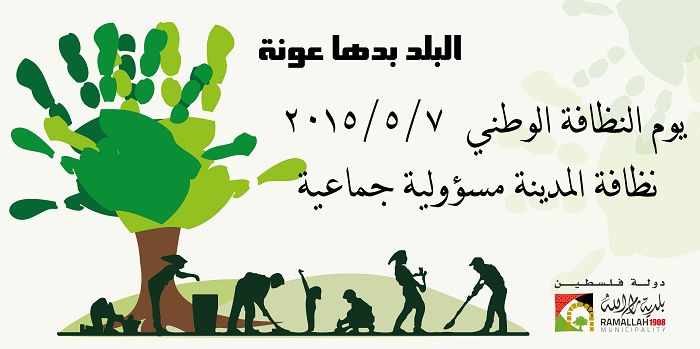 البلد بدها عونة
يوم النظافة الوطني ٢٠١٥/٥/٧
نظافة المدينة مسؤولية جماعية
دولة فلسطين
بلدية رام الله
RAMALLAH 1908
MUNICIPALITY